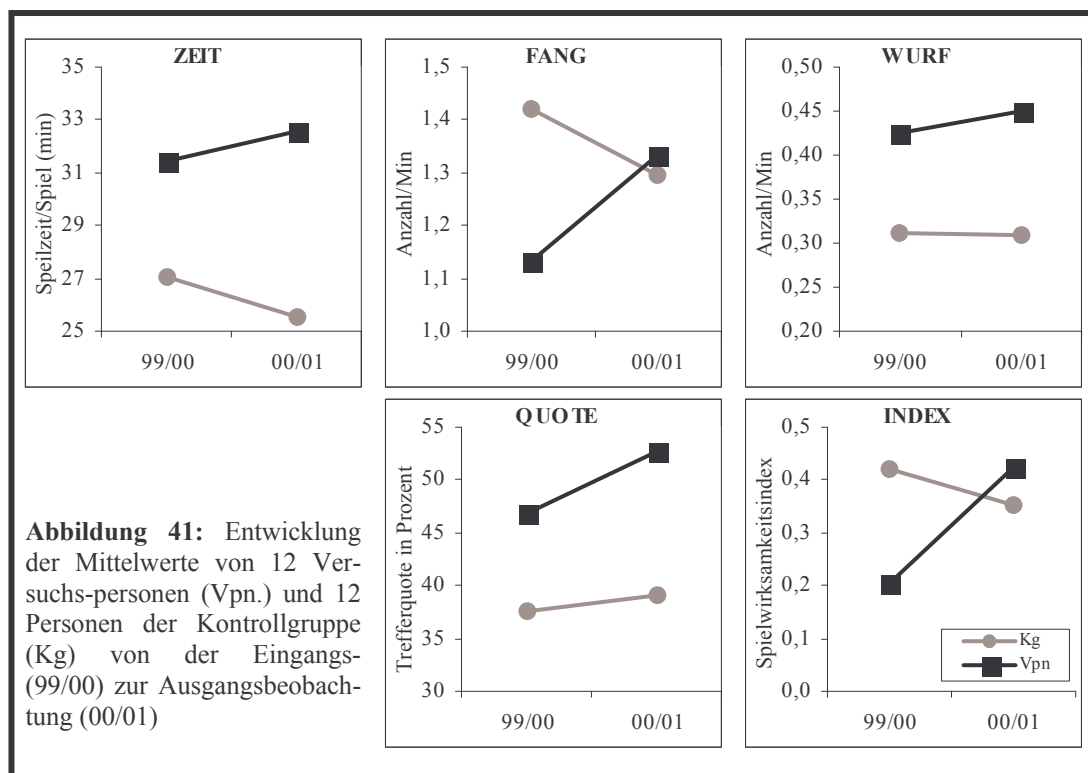 ZEIT
35
33
31
29
27
25
Speilzeit/Spiel (min)
99/00 00/01
FANG
1,5
1,4
1,3
1,2
1,1
1,0
Anzahl/Min
99/00 00/01
WURF
0,50
0,45
0,40
0,35
0,30
0,25
0,20
Anzahl/Min
99/00 00/01
Abbildung 41: Entwicklung
der Mittelwerte von 12 Ver-
suchs-personen (Vpn.) und 12
Personen der Kontrollgruppe
(Kg) von der Eingangs-
(99/00) zur Ausgangsbeobach-
tung (00/01)
QUOTE
55
50
45
40
35
30
Trefferquote in Prozent
99/00 00/01
INDEX
0,5
0,4
0,3
0,2
0,1
0,0
Spielwirksamkeitsindex
Kg
Vpn
99/00 00/01